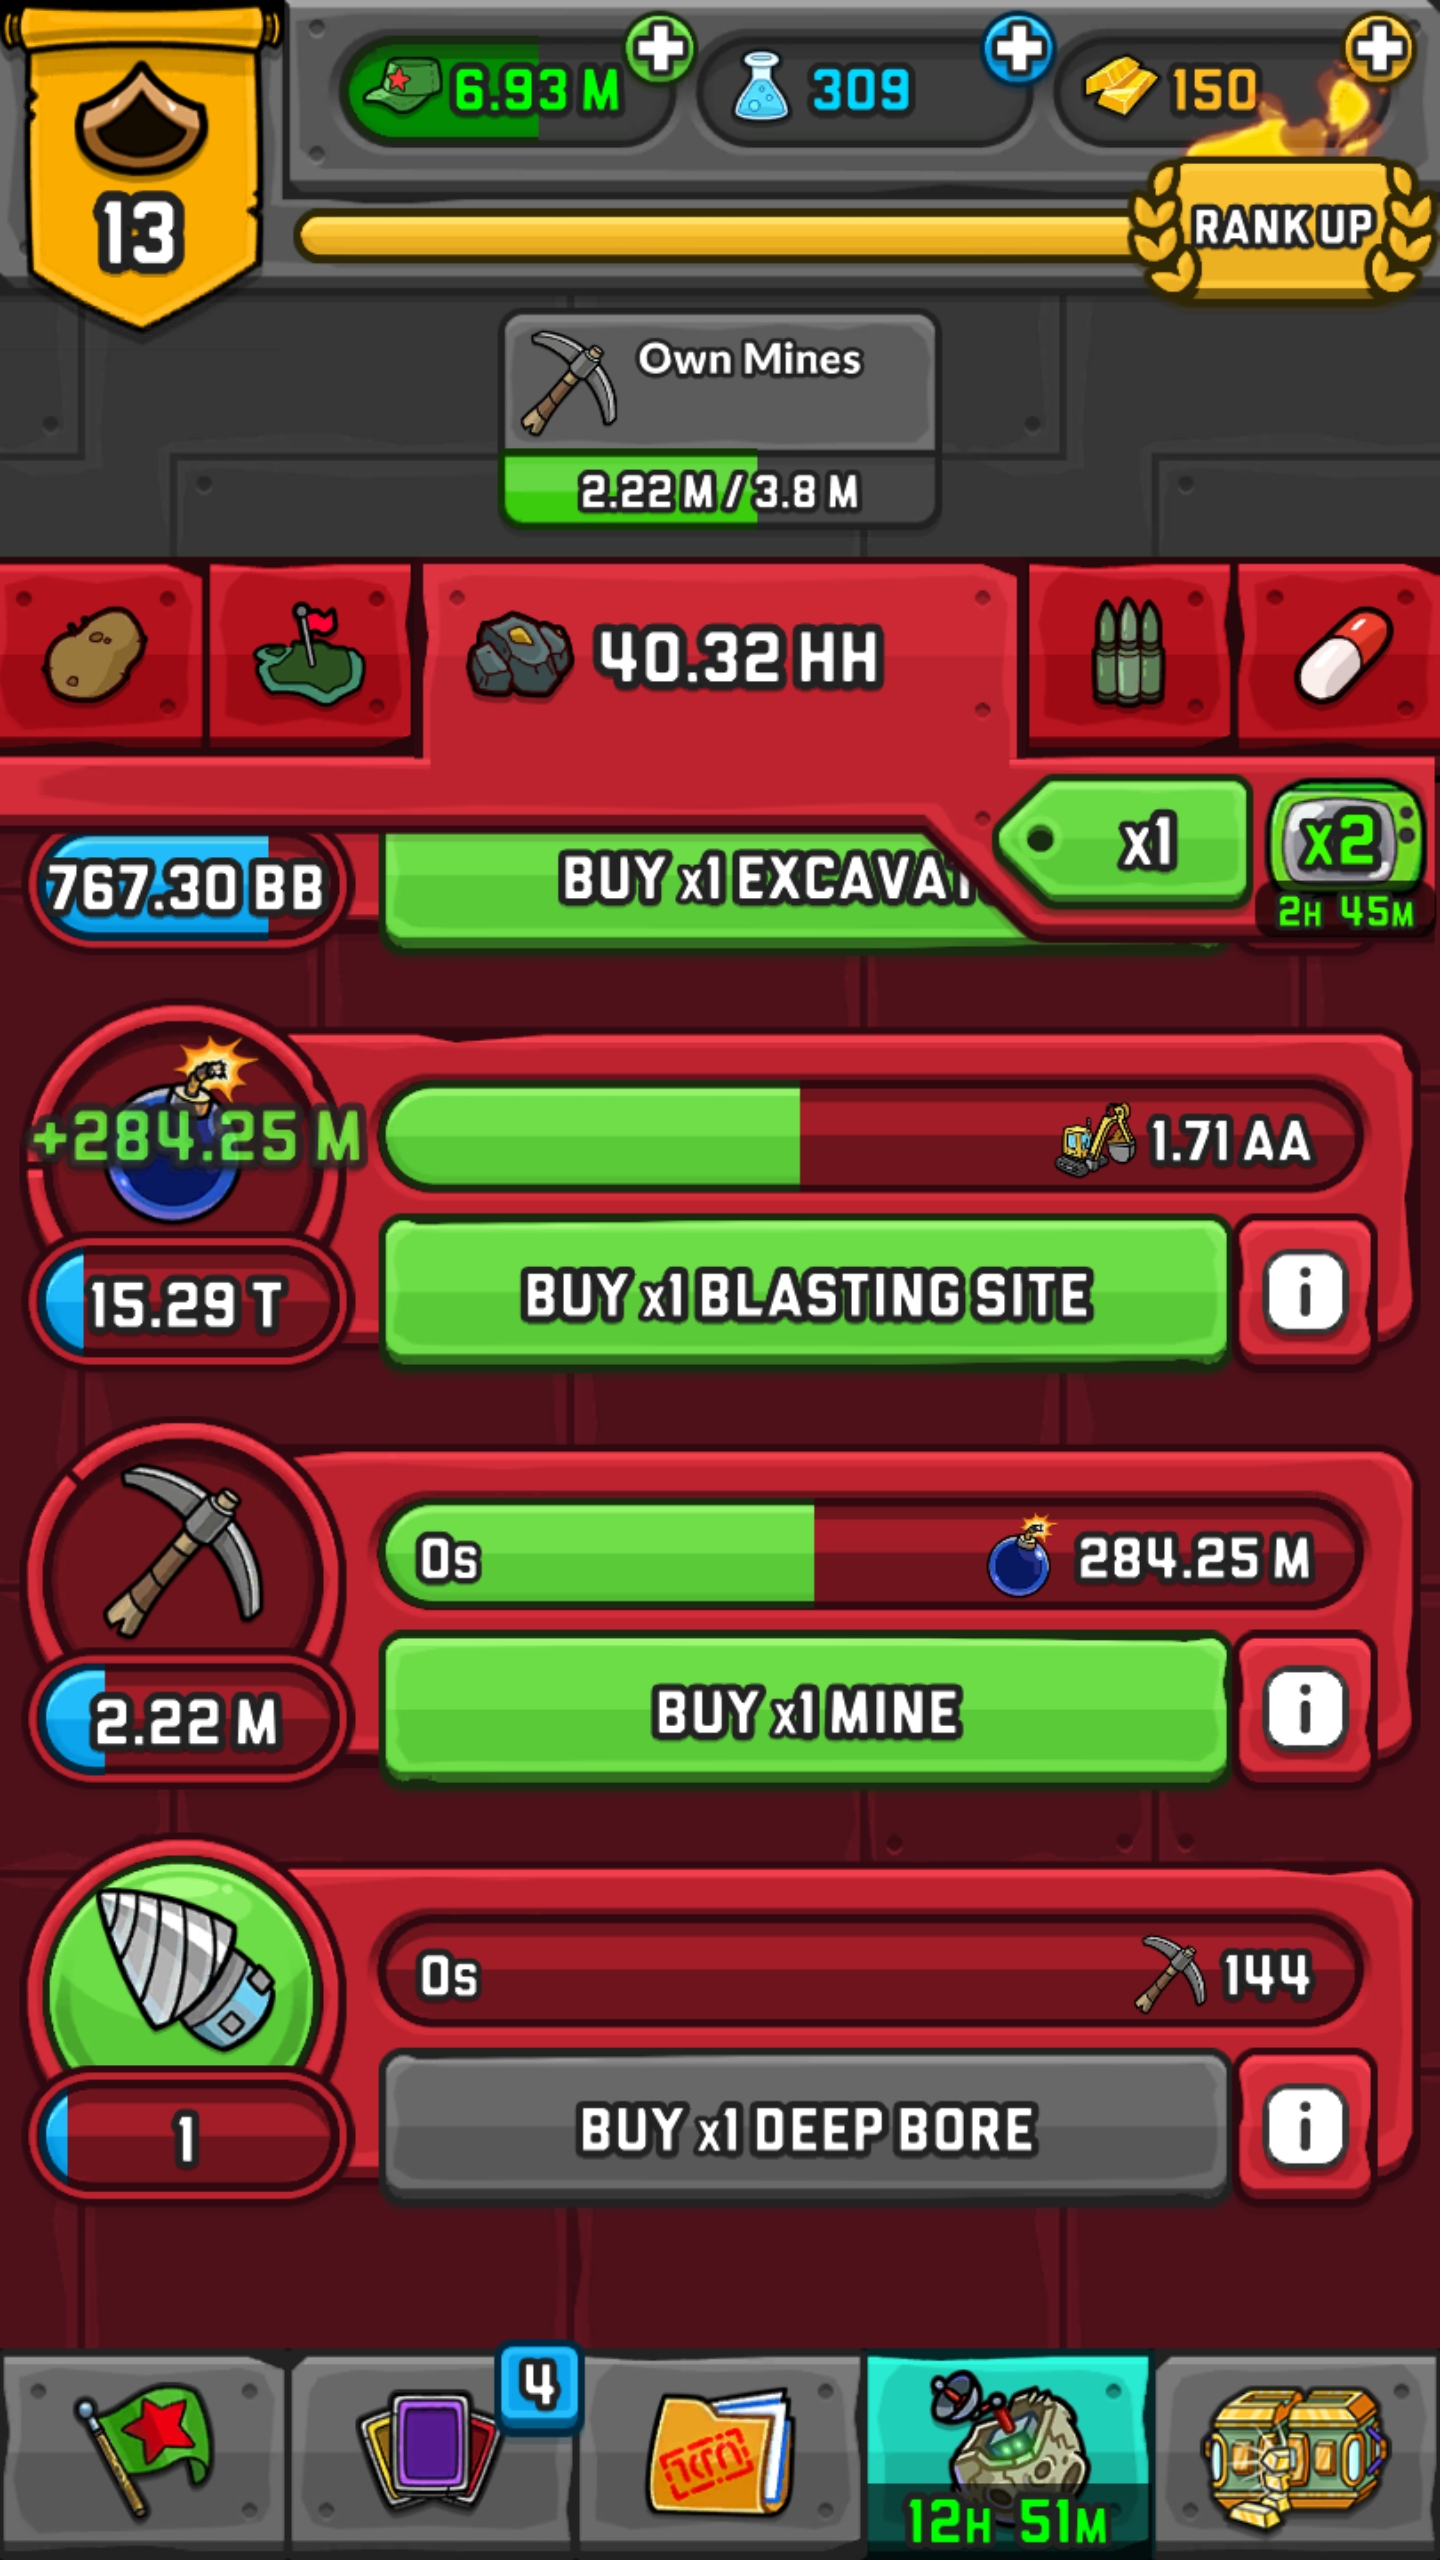 6.93 M
309
150
13
RANK UP
Own Mines
2.22 M / 3.8 M
40.32 HH
x1
x2
2H 45M
767.30 BB
BUY x1 EXCAVAT
+284.25 M
1.71 AA
15.29 T
BUY x1 BLASTING SITE
0s
284.25 M
2.22 M
BUY x1 MINE
0s
144
1
BUY x1 DEEP BORE
4
12H 51M